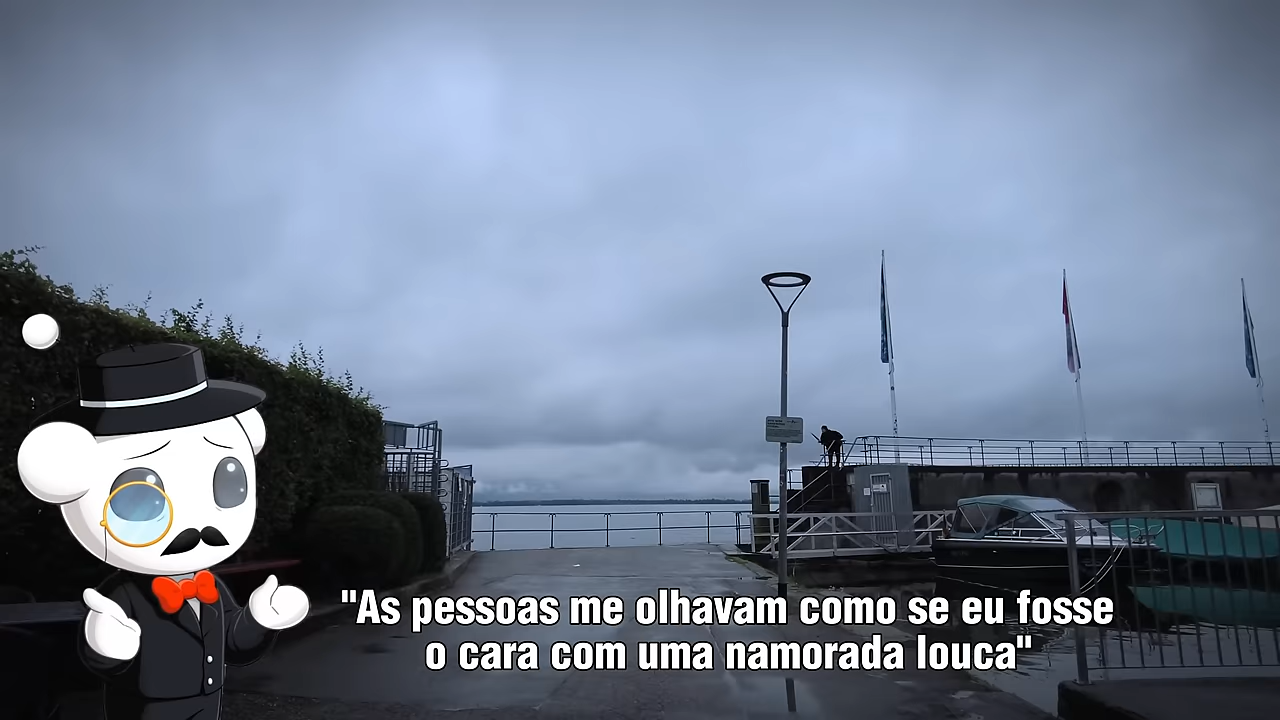 "As pessoas me olhavam como se eu fosse
o cara com uma namorada louca"